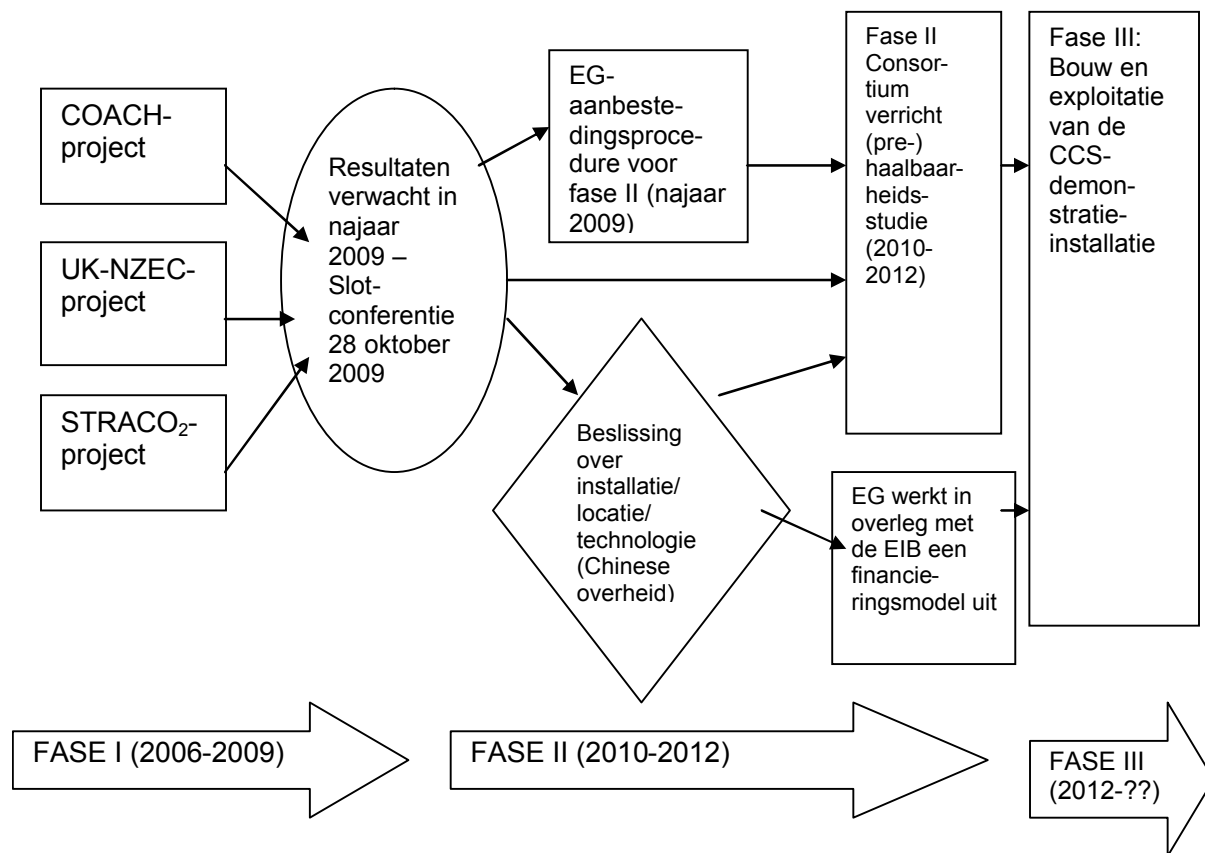 COACH-
project
UK-NZEC-
project
STRACO₂-
project
Resultaten
verwacht in
najaar
2009 –
Slot-
conferentie
28 oktober
2009
EG-
aanbeste-
dingsproce-
dure voor
fase II (najaar
2009)
Beslissing
over
installatie/
locatie/
technologie
(Chinese
overheid)
Fase II
Consor-
tium
verricht
(pre-)
haalbaar-
heids-
studie
(2010-
2012)
EG werkt in
overleg met
de EIB een
financie-
ringsmodel uit
Fase III:
Bouw en
exploitatie
van de
CCS-
demon-
stratie-
installatie
FASE I (2006-2009)
FASE II (2010-2012)
FASE III
(2012-??)